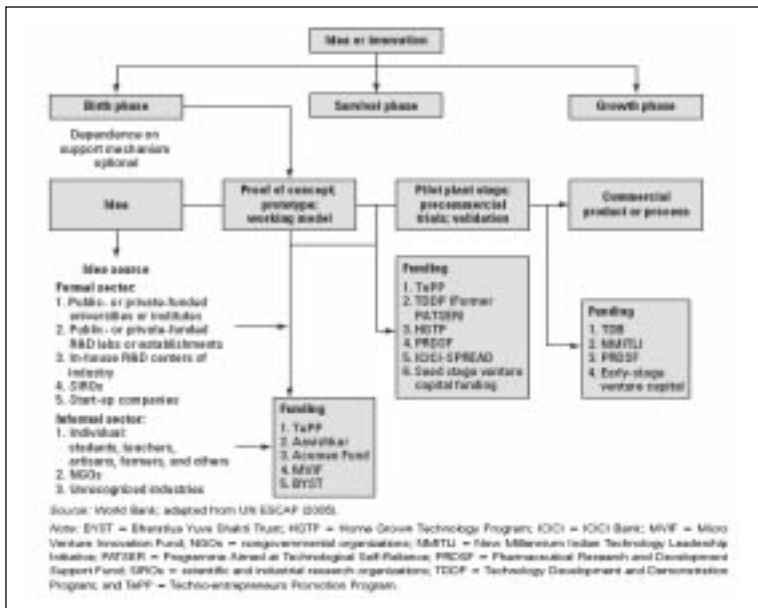 Idea or innovation
Birth phase
Survival phase
Growth phase
Dependence on
support mechanism
optional
Idea
Proof of concept;
prototype;
working model
Pilot plant stage;
precommercial
trials; validation
Commercial
product or process
Idea source
Formal sector:
1. Public- or private-funded
universities or institutes
2. Public- or private-funded
R&D labs or establishments
3. In-house R&D centers of
industry
4. SIROs
5. Start-up companies
Informal sector:
1. Individual:
students, teachers,
artisans, farmers, and others
2. NGOs
3. Unrecognized industries
Funding
1. TePP
2. Aavishkar
3. Acumen Fund
4. MVIF
5. BYST
Funding
1. TePP
2. TDDP (Former
PATSER)
3. HGTP
4. PRDSF
5. ICICI-SPREAD
6. Seed stage venture
capital funding
Funding
1. TDB
2. NMITLI
3. PRDSF
4. Early-stage
venture capital
Source: World Bank; adapted from UN ESCAP (2005).
Note: BYST = Bharatiya Yuva Shakti Trust; HGTP = Home Grown Technology Program; ICICI = ICICI Bank; MVIF = Micro
Venture Innovation Fund; NGOs = nongovernmental organizations; NMITLI = New Millennium Indian Technology Leadership
Initiative; PATSER = Programme Aimed at Technological Self-Reliance; PRDSF = Pharmaceutical Research and Development
Support Fund; SIROs = scientific and industrial research organizations; TDDP = Technology Development and Demonstration
Program; and TePP = Techno-entrepreneurs Promotion Program.